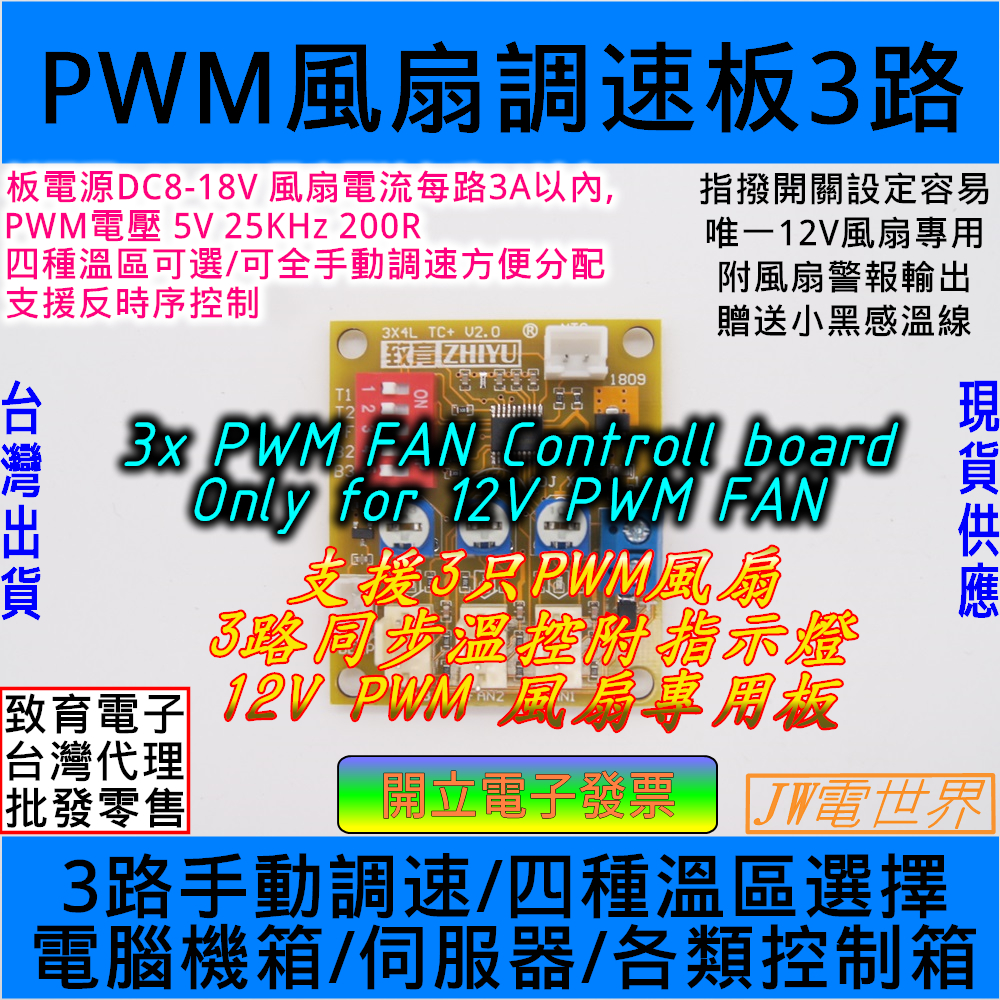 PWM風扇調速板3路
板電源DC8-18V 風扇電流每路3A以內,
PWM電壓 5V 25KHz 200R
四種溫區可選/可全手動調速方便分配
支援反時序控制
指撥開關設定容易
唯一12V風扇專用
附風扇警報輸出
贈送小黑感溫線
3X4L TC+ V2.0
®
致育 ZHIYU
1809
T1
T2
ON
1
2
B2
B3
台灣出貨
現貨供應
3x PWM FAN Controll board
Only for 12V PWM FAN
支援3只PWM風扇
3路同步溫控附指示燈
12V PWM 風扇專用板
致育電子
台灣代理
批發零售
開立電子發票
JW電世界
3路手動調速/四種溫區選擇
電腦機箱/伺服器/各類控制箱